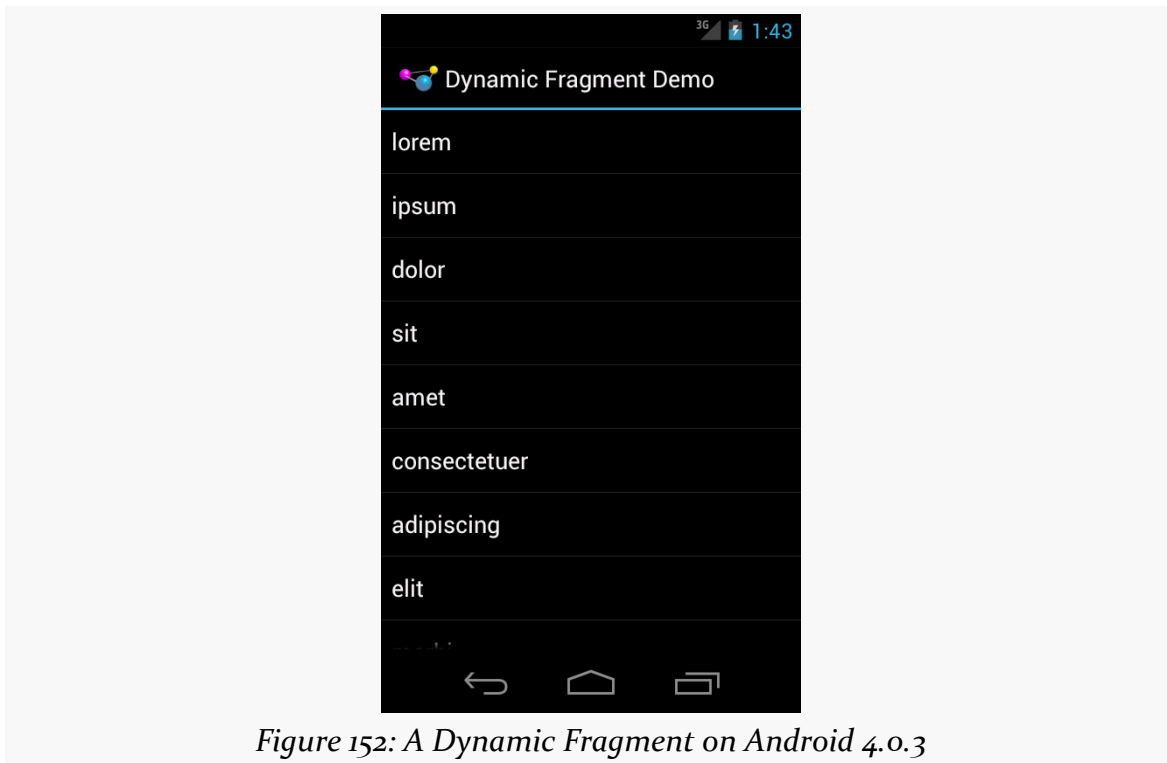 3G 1:43
Dynamic Fragment Demo
lorem
ipsum
dolor
sit
amet
consectetuer
adipiscing
elit
Figure 152: A Dynamic Fragment on Android 4.0.3